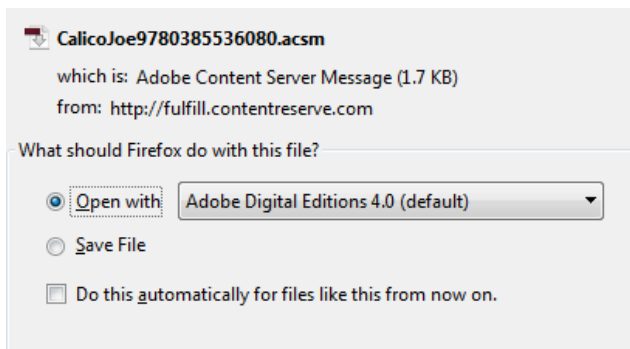 CalicoJoe9780385536080.acsm
which is: Adobe Content Server Message (1.7 KB)
from: http://fulfill.contentreserve.com
What should Firefox do with this file?
Open with Adobe Digital Editions 4.0 (default)
Save File
Do this automatically for files like this from now on.